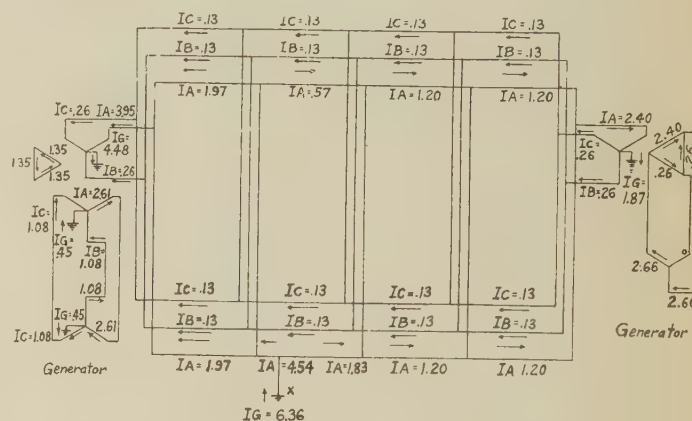 IC=.13 IC=.13 IC=.13 IC=.13
IB=.13 IB=.13 IB=.13 IB=.13
IA=1.97 IA=.57 IA=1.20 IA=1.20
IC=.26 IA=3.95
IG=
4.48
IB=.26
1.35
1.35
1.35
IA=2.61
IC=
1.08
IG=
.45
IB=
1.08
1.08
IG=.45
IC=1.08
2.61
Generator
IA=2.40
IC=
.26
IB=.26
IG=
1.87
2.40
.26
2.66
2.66
Generator
IC=.13 IC=.13 IC=.13 IC=.13
IB=.13 IB=.13 IB=.13 IB=.13
IA=1.97 IA=4.54 IA=1.83 IA=1.20 IA 1.20
X
IG=6.36